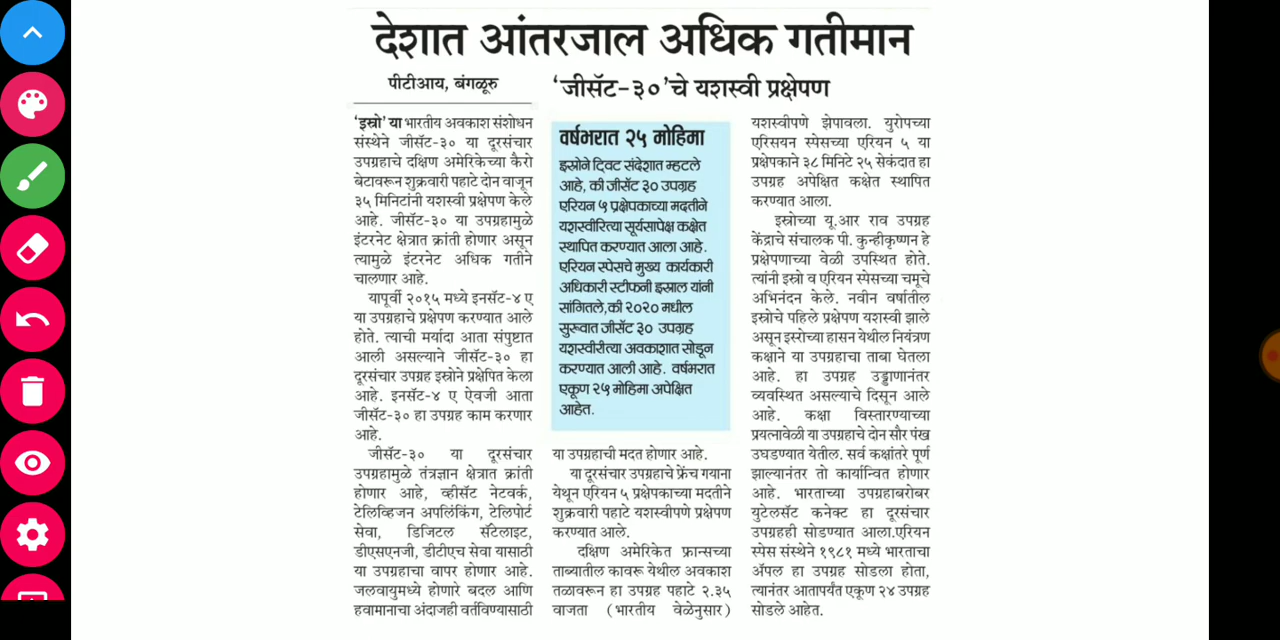 देशात आंतरजाल अधिक गतीमान
पीटीआय, बंगळूरु
‘जीसॅट-३०’चे यशस्वी प्रक्षेपण
‘इस्रो’ या भारतीय अवकाश संशोधन
संस्थेने जीसॅट-३० या दूरसंचार
उपग्रहाचे दक्षिण अमेरिकेच्या कैरो
बेटावरून शुक्रवारी पहाटे दोन वाजून
३५ मिनिटांनी यशस्वी प्रक्षेपण केले
आहे. जीसॅट-३० या उपग्रहामुळे
इंटरनेट क्षेत्रात क्रांती होणार असून
त्यामुळे इंटरनेट अधिक गतीने
चालणार आहे.
यापूर्वी २०१५ मध्ये इनसॅट-४ ए
या उपग्रहाचे प्रक्षेपण करण्यात आले
होते. त्याची मर्यादा आता संपुष्टात
आली असल्याने जीसॅट-३० हा
दूरसंचार उपग्रह इस्रोने प्रक्षेपित केला
आहे. इनसॅट-४ ए ऐवजी आता
जीसॅट-३० हा उपग्रह काम करणार
आहे.
जीसॅट-३० या दूरसंचार
उपग्रहामुळे तंत्रज्ञान क्षेत्रात क्रांती
होणार आहे, व्हीसॅट नेटवर्क,
टेलिव्हिजन अपलिंकिंग, टेलिपोर्ट
सेवा, डिजिटल सॅटेलाइट,
डीएसएनजी, डीटीएच सेवा यासाठी
या उपग्रहाचा वापर होणार आहे.
जलवायुमध्ये होणारे बदल आणि
हवामानाचा अंदाजही वर्तविण्यासाठी
वर्षभरात २५ मोहिमा
इस्रोने ट्विट संदेशात म्हटले
आहे, की जीसॅट ३० उपग्रह
एरियन ५ प्रक्षेपकाच्या मदतीने
यशस्वीरित्या सूर्यसापेक्ष कक्षेत
स्थापित करण्यात आला आहे.
एरियन स्पेसचे मुख्य कार्यकारी
अधिकारी स्टीफनी इस्राल यांनी
सांगितले,की २०२० मधील
सुरूवात जीसॅट ३० उपग्रह
यशस्वीरीत्या अवकाशात सोडून
करण्यात आली आहे. वर्षभरात
एकूण २५ मोहिमा अपेक्षित
आहेत.
या उपग्रहाची मदत होणार आहे.
या दूरसंचार उपग्रहाचे फ्रेंच गयाना
येथून एरियन ५ प्रक्षेपकाच्या मदतीने
शुक्रवारी पहाटे यशस्वीपणे प्रक्षेपण
करण्यात आले.
दक्षिण अमेरिकेत फ्रान्सच्या
ताब्यातील कावरू येथील अवकाश
तळावरून हा उपग्रह पहाटे २.३५
वाजता (भारतीय वेळेनुसार)
यशस्वीपणे झेपावला. युरोपच्या
एरिसयन स्पेसच्या एरियन ५ या
प्रक्षेपकाने ३८ मिनिटे २५ सेकंदात हा
उपग्रह अपेक्षित कक्षेत स्थापित
करण्यात आला.
इस्रोच्या यू.आर राव उपग्रह
केंद्राचे संचालक पी. कुन्हीकृष्णन हे
प्रक्षेपणाच्या वेळी उपस्थित होते.
त्यांनी इस्रो व एरियन स्पेसच्या चमूचे
अभिनंदन केले. नवीन वर्षातील
इस्रोचे पहिले प्रक्षेपण यशस्वी झाले
असून इस्रोच्या हासन येथील नियंत्रण
कक्षाने या उपग्रहाचा ताबा घेतला
आहे. हा उपग्रह उड्डाणानंतर
व्यवस्थित असल्याचे दिसून आले
आहे. कक्षा विस्तारण्याच्या
प्रयत्नावेळी या उपग्रहाचे दोन सौर पंख
उघडण्यात येतील. सर्व कक्षांतरे पूर्ण
झाल्यानंतर तो कार्यान्वित होणार
आहे. भारताच्या उपग्रहाबरोबर
युटेलसॅट कनेक्ट हा दूरसंचार
उपग्रहही सोडण्यात आला.एरियन
स्पेस संस्थेने १९८१ मध्ये भारताचा
ॲपल हा उपग्रह सोडला होता,
त्यानंतर आतापर्यंत एकूण २४ उपग्रह
सोडले आहेत.